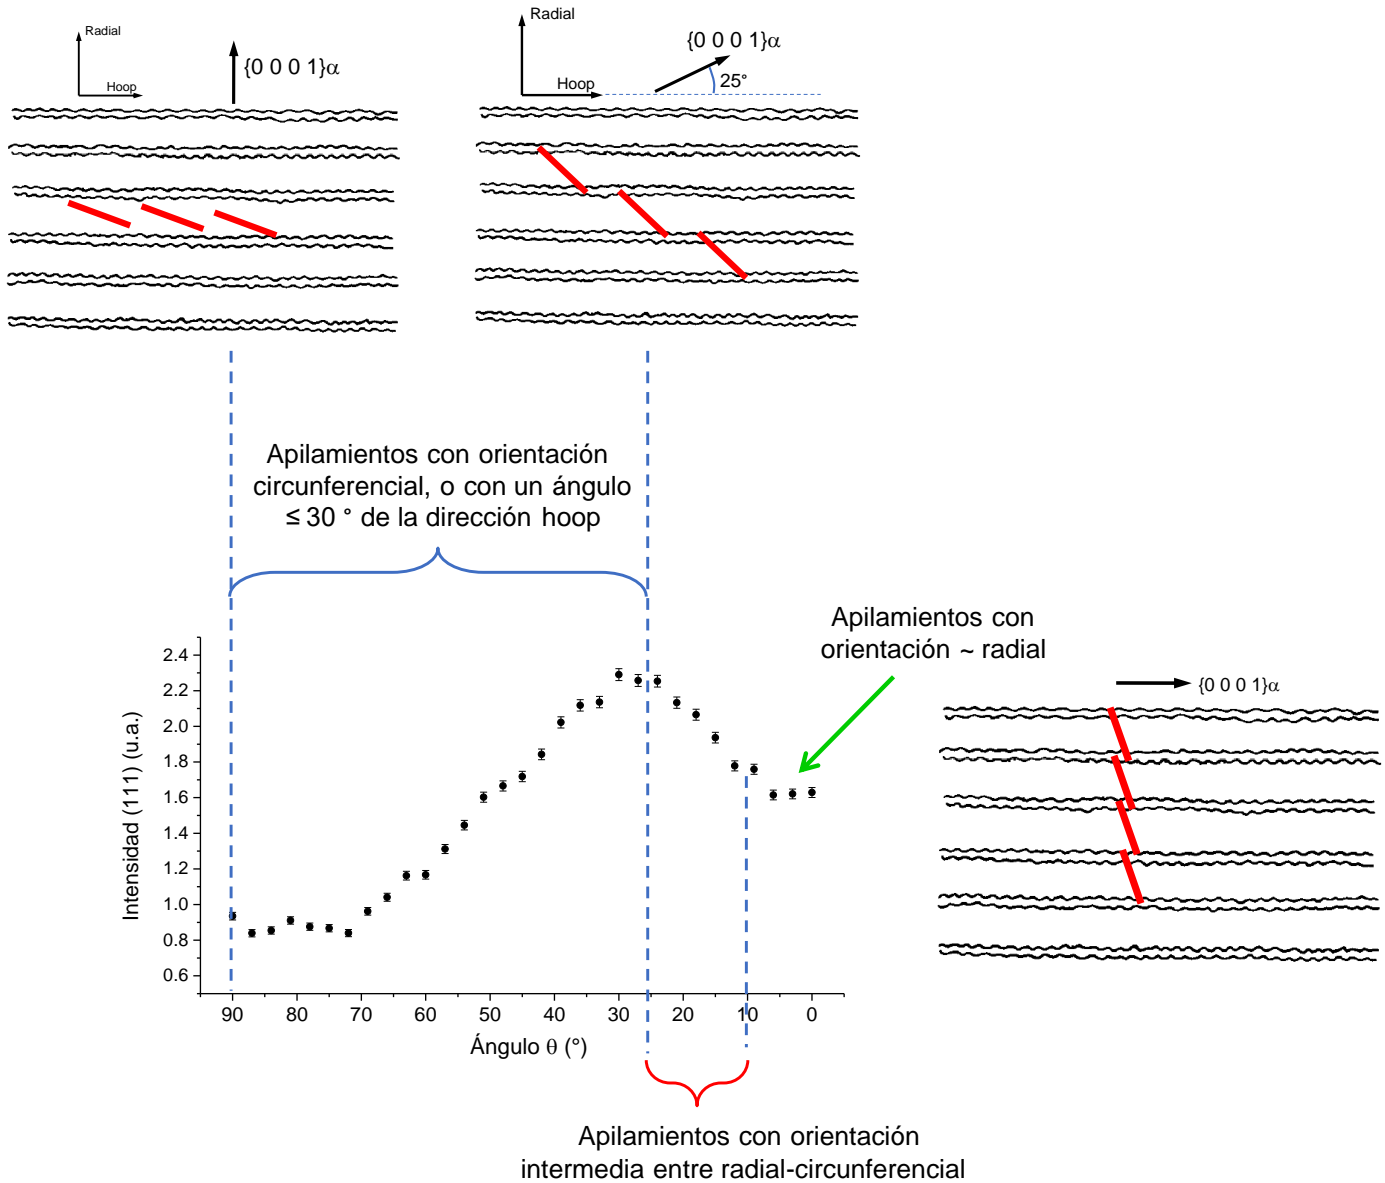 Radial
Hoop
{0 0 0 1}α
Radial
Hoop
{0 0 0 1}α
25°
Apilamientos con orientación
circunferencial, o con un ángulo
≤ 30 ° de la dirección hoop
Apilamientos con
orientación ~ radial
{0 0 0 1}α
Intensidad (111) (u.a.)
2.4
2.2
2.0
1.8
1.6
1.4
1.2
1.0
0.8
0.6
90 80 70 60 50 40 30 20 10 0
Ángulo θ (°)
Apilamientos con orientación
intermedia entre radial-circunferencial